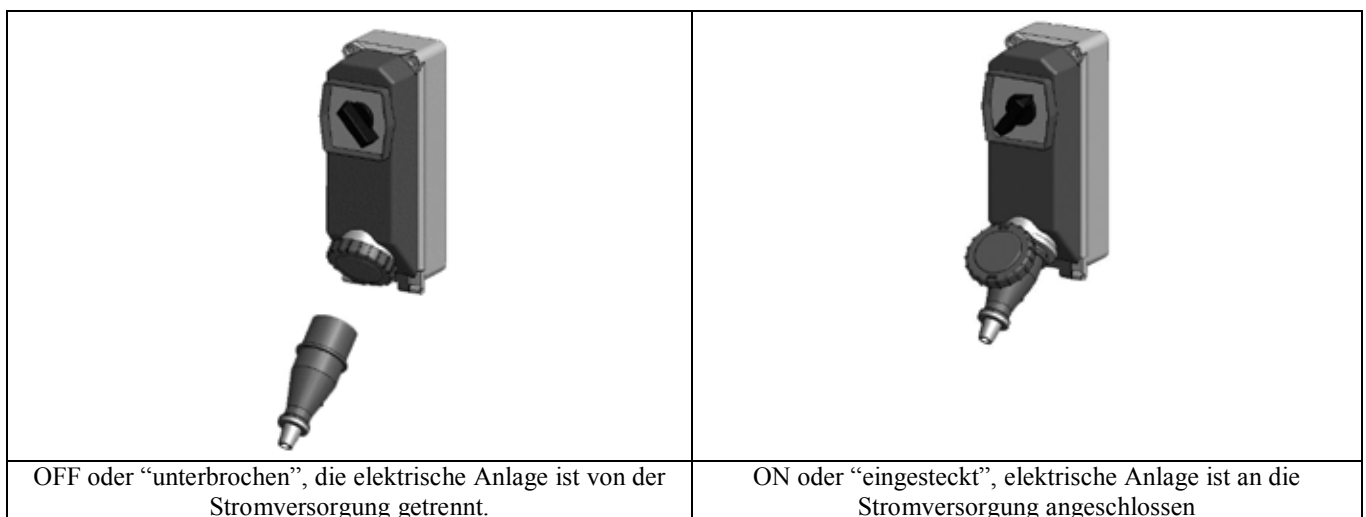 OFF oder “unterbrochen”, die elektrische Anlage ist von der
Stromversorgung getrennt.
ON oder “eingesteckt”, elektrische Anlage ist an die
Stromversorgung angeschlossen